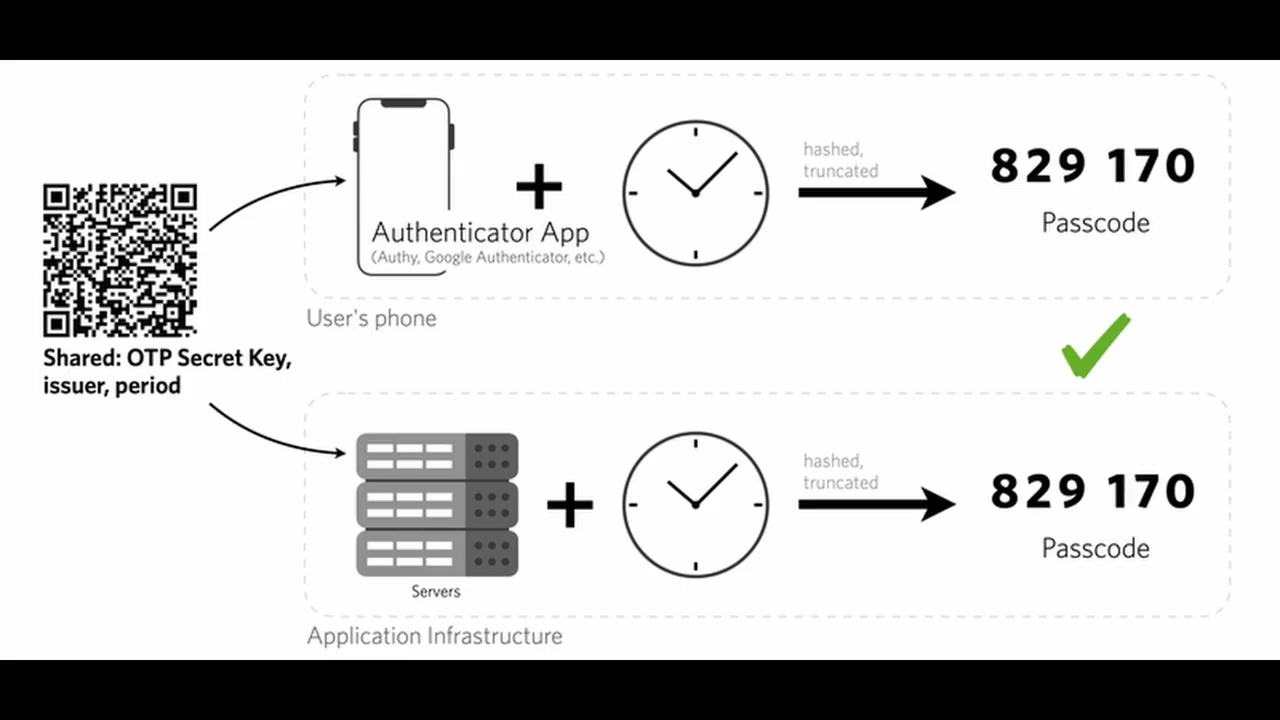 Shared: OTP Secret Key,
issuer, period
Authenticator App
(Authy, Google Authenticator, etc.)
hashed,
truncated
829 170
Passcode
User's phone
Servers
hashed,
truncated
829 170
Passcode
Application Infrastructure